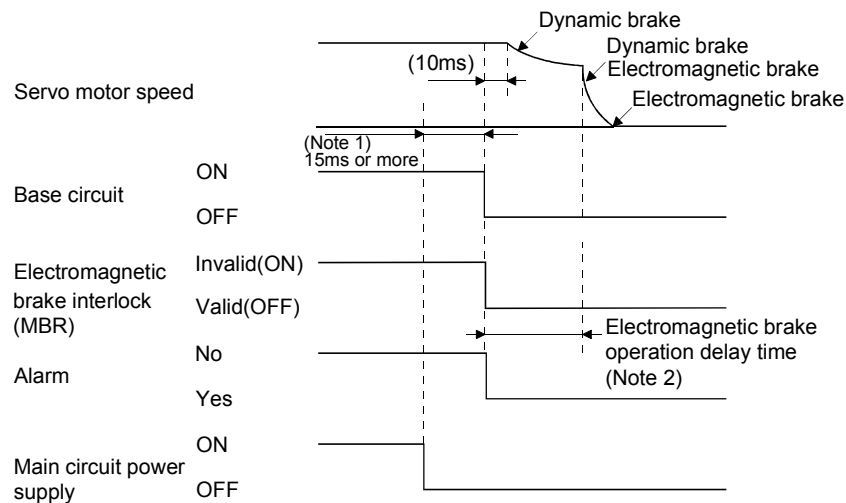 Dynamic brake
Dynamic brake
Electromagnetic brake
(10ms)
Servo motor speed
Electromagnetic brake
(Note 1)
15ms or more
ON
Base circuit
OFF
Invalid(ON)
Electromagnetic
brake interlock
(MBR)
Valid(OFF)
Electromagnetic brake
operation delay time
(Note 2)
No
Alarm
Yes
ON
Main circuit power
supply
OFF